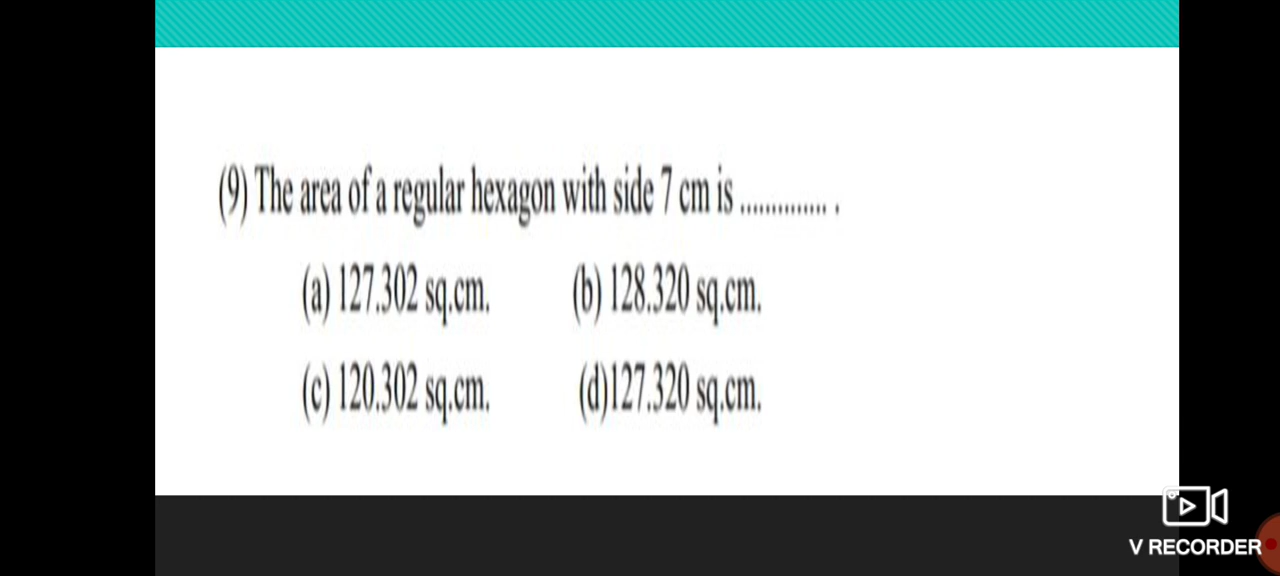 (9) The area of a regular hexagon with side 7 cm is .............. .
(a) 127.302 sq.cm. (b) 128.320 sq.cm.
(c) 120.302 sq.cm. (d)127.320 sq.cm.
V RECORDER